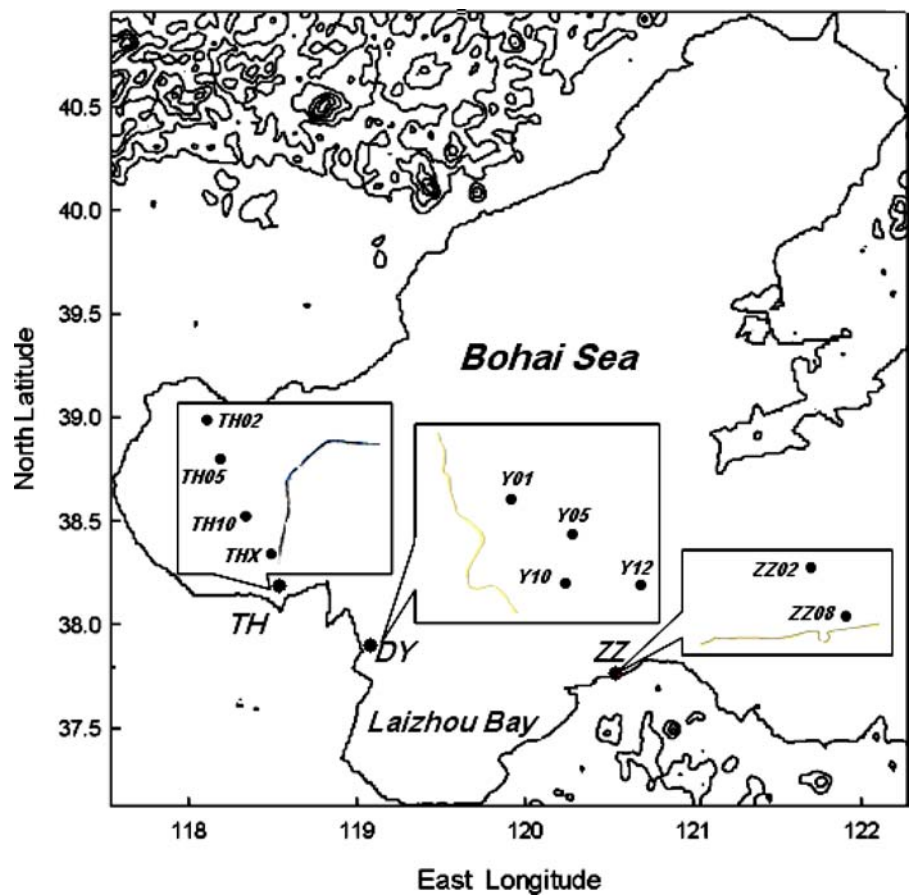 40.5
40.0
39.5
39.0
38.5
38.0
37.5
North Latitude
Bohai Sea
TH02
TH05
TH10
THX
Y01
Y05
Y10
Y12
ZZ02
ZZ08
TH
DY
ZZ
Laizhou Bay
118
119
120
121
122
East Longitude